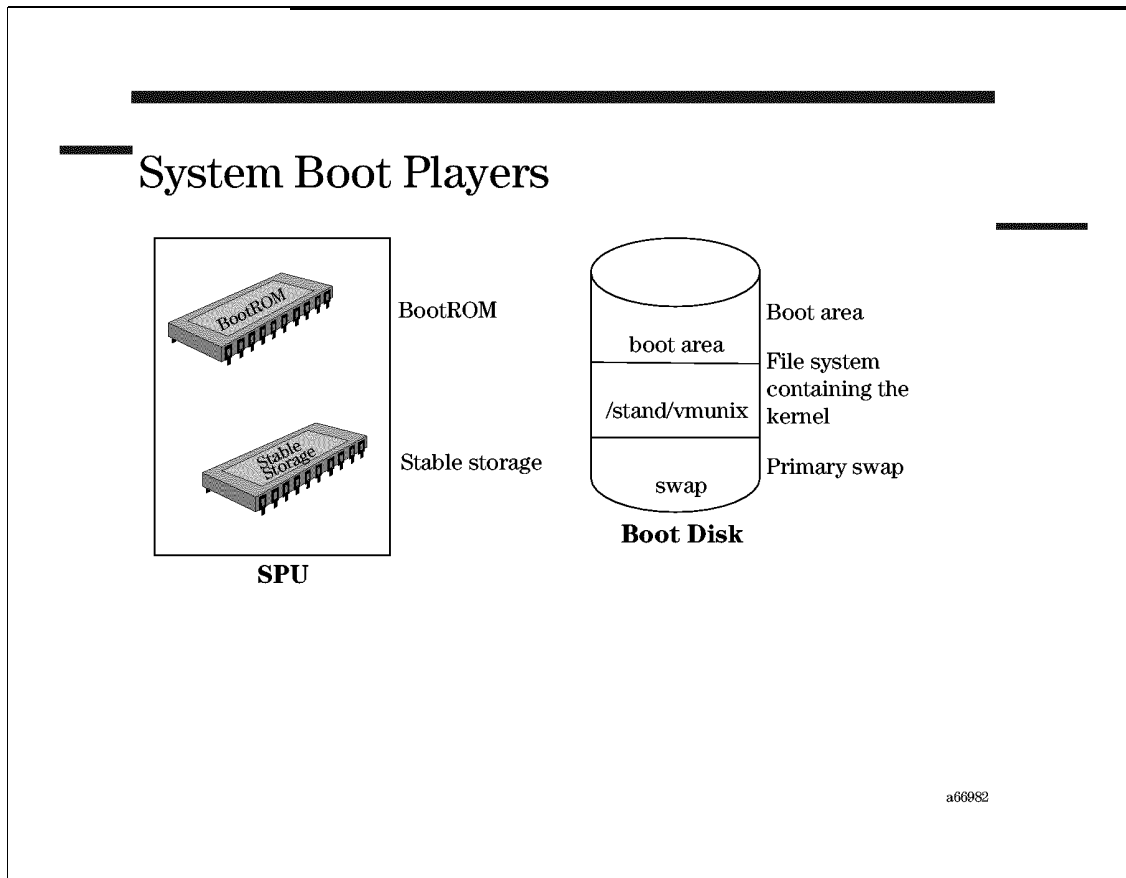 System Boot Players
BootROM
BootROM
Stable
Storage
Stable storage
SPU
boot area
/stand/vmunix
swap
Boot area
File system
containing the
kernel
Primary swap
Boot Disk
a66982